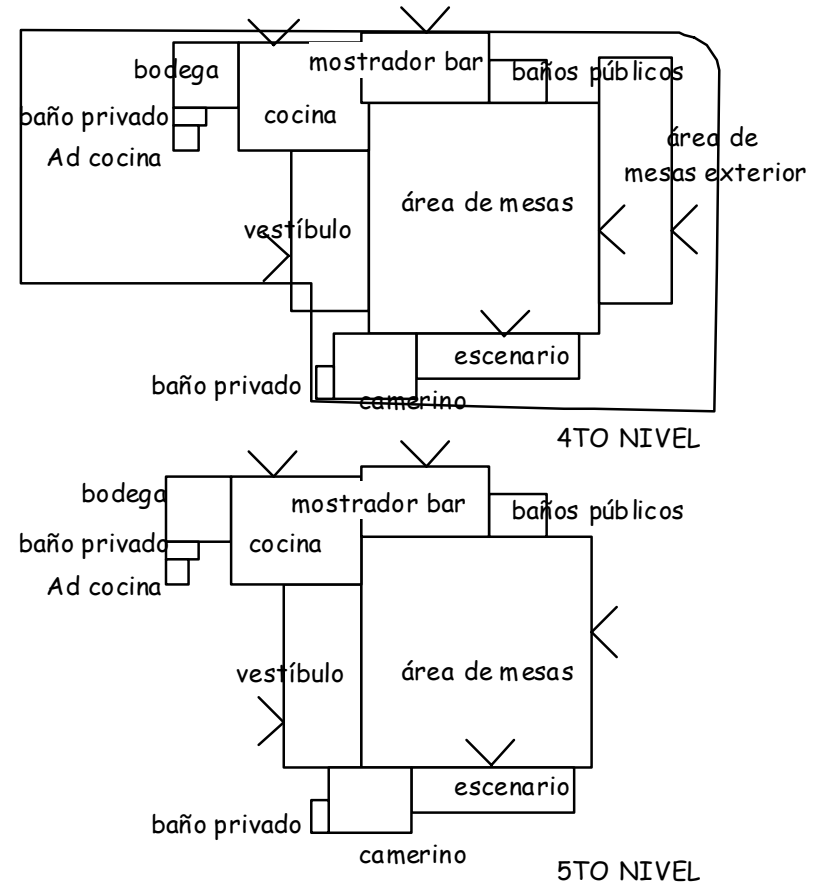 mostrador bar
bodega
baños públicos
cocina
baño privado
área de
mesas exterior
Ad cocina
área de mesas
vestíbulo
escenario
baño privado
camerino
4TO NIVEL
bodega
mostrador bar
baños públicos
baño privado
cocina
Ad cocina
vestíbulo
área de mesas
escenario
baño privado
camerino
5TO NIVEL